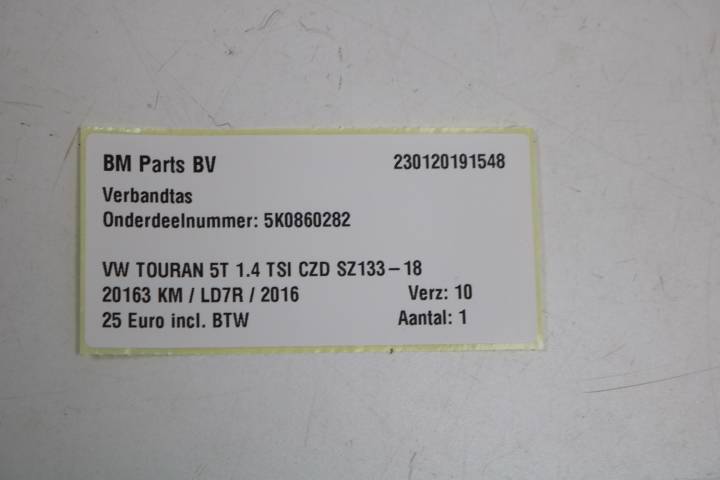 BM Parts BV 230120191548
Verbandtas
Onderdeelnummer: 5K0860282
VW TOURAN 5T 1.4 TSI CZD SZ133-18
20163 KM / LD7R / 2016 Verz: 10
25 Euro incl. BTW Aantal: 1